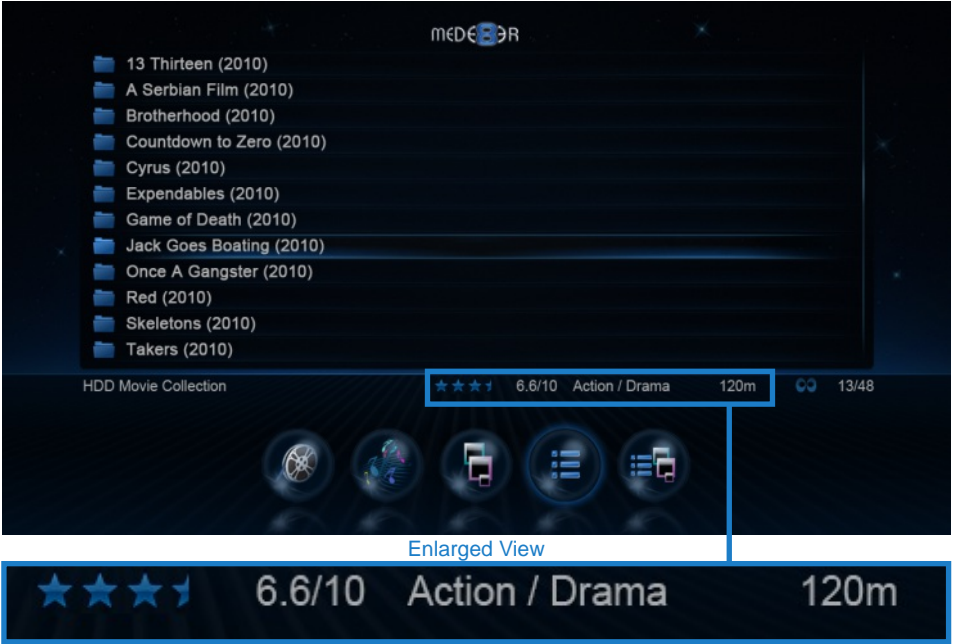 MEDE8ER
13 Thirteen (2010)
A Serbian Film (2010)
Brotherhood (2010)
Countdown to Zero (2010)
Cyrus (2010)
Expendables (2010)
Game of Death (2010)
Jack Goes Boating (2010)
Once A Gangster (2010)
Red (2010)
Skeletons (2010)
Takers (2010)
HDD Movie Collection 6.6/10 Action / Drama 120m 13/48
Enlarged View
6.6/10 Action / Drama 120m